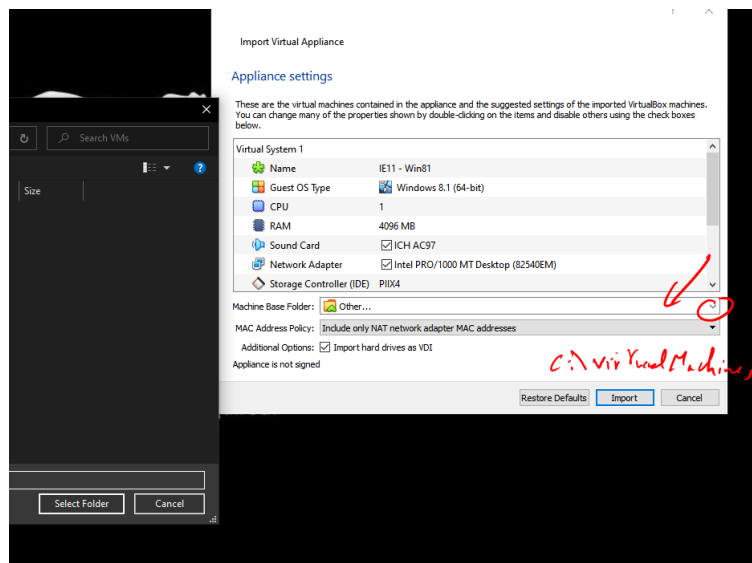 Import Virtual Appliance
Appliance settings
These are the virtual machines contained in the appliance and the suggested settings of the imported VirtualBox machines.
You can change many of the properties shown by double-clicking on the items and disable others using the check boxes
below.
Virtual System 1
Name IE11 - Win81
Guest OS Type Windows 8.1 (64-bit)
CPU 1
RAM 4096 MB
Sound Card ICH AC97
Network Adapter Intel PRO/1000 MT Desktop (82540EM)
Storage Controller (IDE) PIIX4
Machine Base Folder: Other...
MAC Address Policy: Include only NAT network adapter MAC addresses
Additional Options: Import hard drives as VDI
Appliance is not signed
C:\VirtualMachines
Restore Defaults Import Cancel
Search VMs
?
Size
Select Folder Cancel